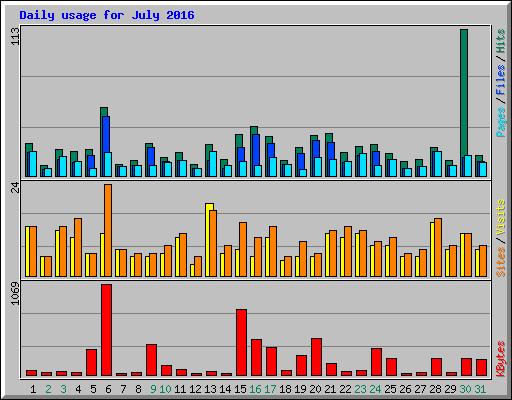 Daily usage for July 2016
113
Pages / Files / Hits
24
Sites / Visits
1069
KBytes
1 2 3 4 5 6 7 8 9 10 11 12 13 14 15 16 17 18 19 20 21 22 23 24 25 26 27 28 29 30 31